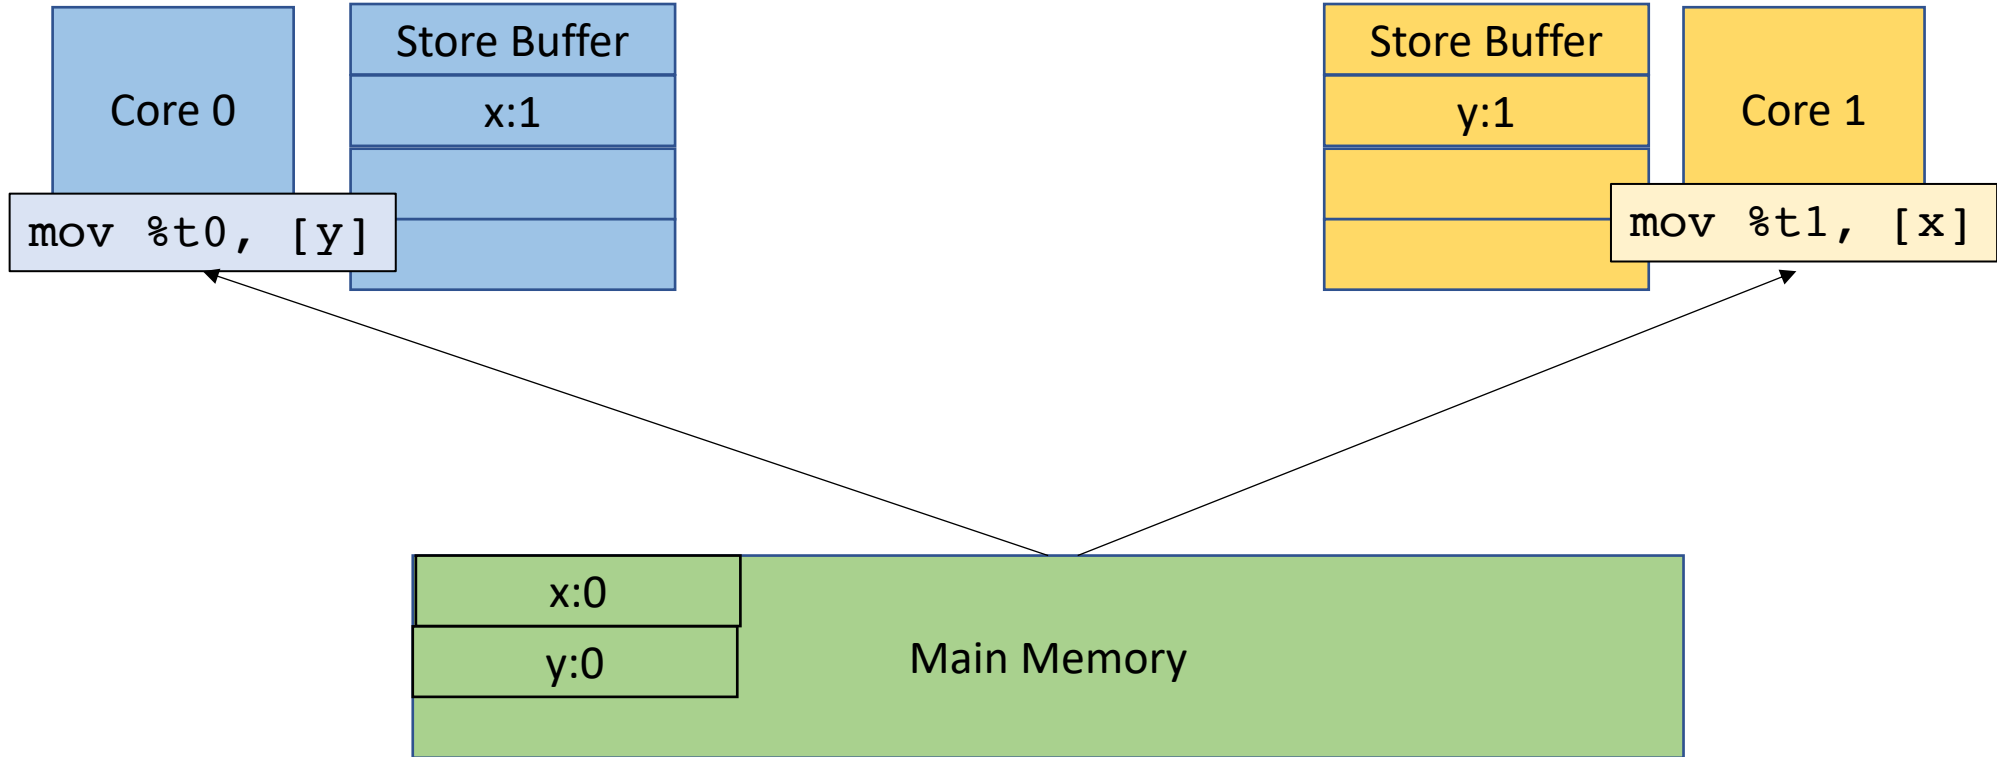 Core 0
Store Buffer
x:1
mov %t0, [y]
Store Buffer
y:1
Core 1
mov %t1, [x]
x:0
y:0
Main Memory